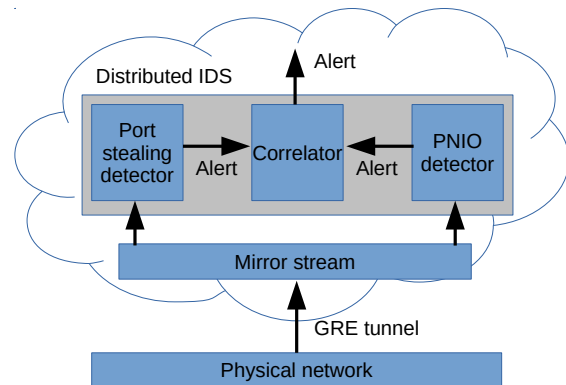 Alert
Distributed IDS
Port
stealing
detector
Alert
Correlator
Alert
PNIO
detector
Mirror stream
GRE tunnel
Physical network